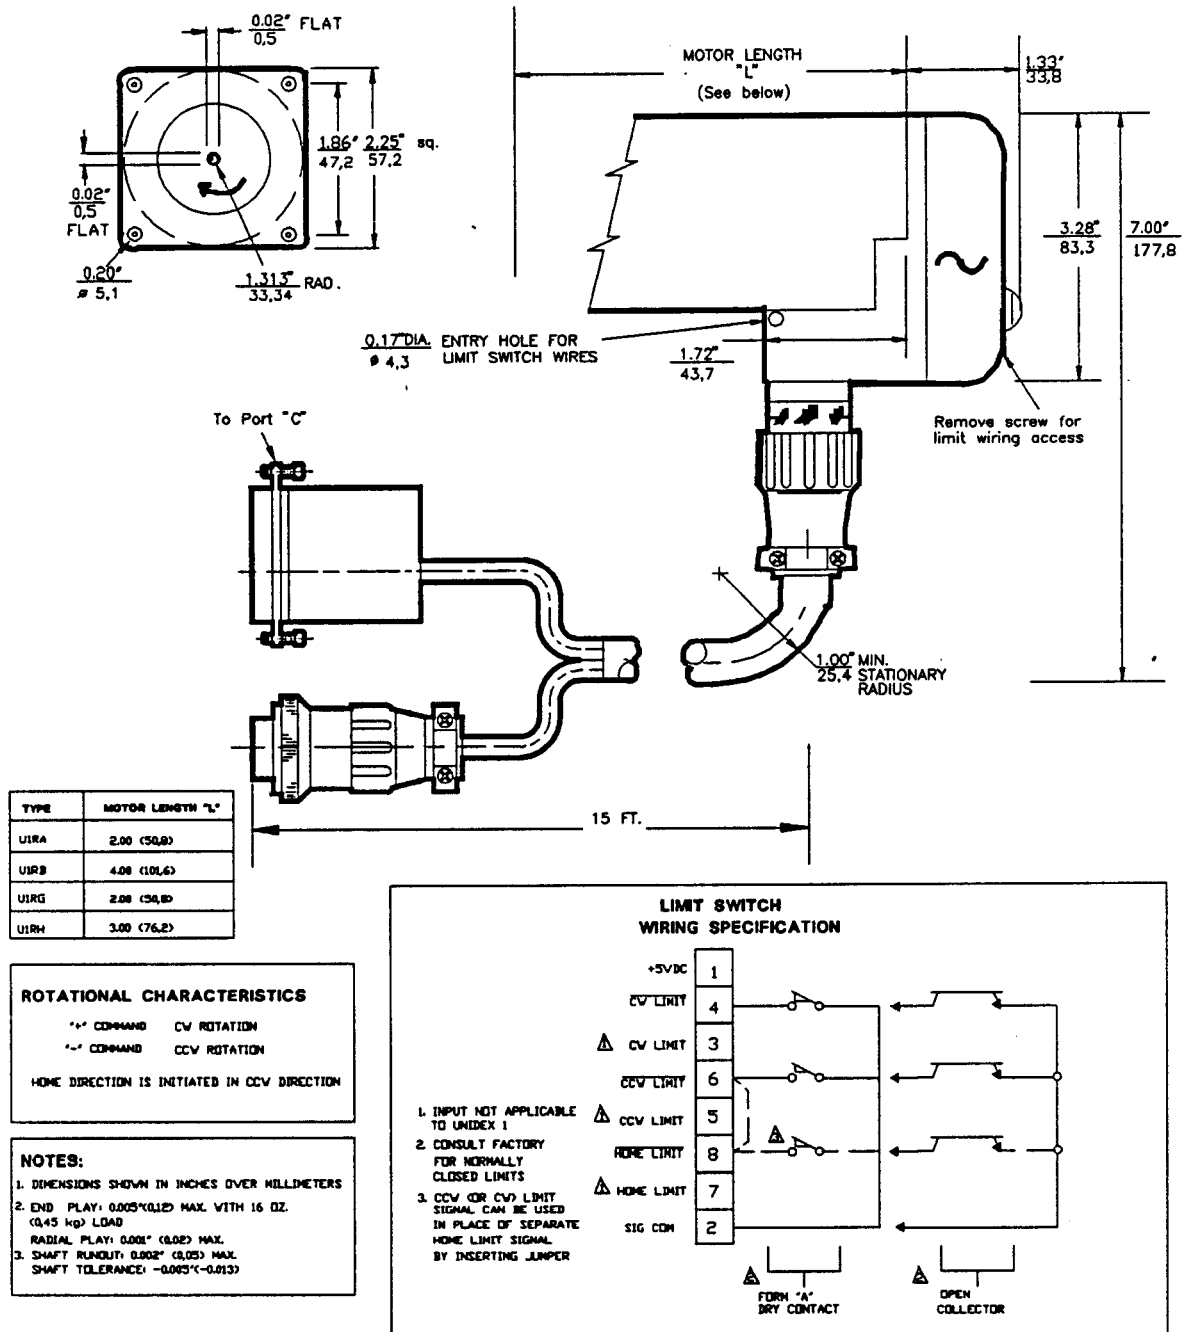 0.02" FLAT
0,5
MOTOR LENGTH
"L"
(See below)
1.33"
33,8
1.86"
47,2
2.25" sq.
57,2
0.02"
0,5
FLAT
0.20"
ø 5,1
1.313" RAD.
33,34
3.28"
83,3
7.00"
177,8
0.17"DIA. ENTRY HOLE FOR
ø 4,3 LIMIT SWITCH WIRES
1.72"
43,7
Remove screw for
limit wiring access
To Port "C"
1.00" MIN.
25,4 STATIONARY
RADIUS
15 FT.
TYPE MOTOR LENGTH "L"
U1RA 2.00 (50,8)
U1RB 4.00 (101,6)
U1RG 2.00 (50,8)
U1RH 3.00 (76,2)
ROTATIONAL CHARACTERISTICS
"+" COMMAND CW ROTATION
"-" COMMAND CCW ROTATION
HOME DIRECTION IS INITIATED IN CCW DIRECTION
NOTES:
1. DIMENSIONS SHOWN IN INCHES OVER MILLIMETERS
2. END PLAY: 0.005"(0,12) MAX. WITH 16 OZ.
(0,45 kg) LOAD
RADIAL PLAY: 0.001" (0,02) MAX.
3. SHAFT RUNOUT: 0.002" (0,05) MAX.
SHAFT TOLERANCE: -0.005"(-0.013)
LIMIT SWITCH
WIRING SPECIFICATION
+5VDC 1
CW LIMIT 4
1 CW LIMIT 3
CCW LIMIT 6
1 CCW LIMIT 5
HOME LIMIT 8
3
1 HOME LIMIT 7
SIG COM 2
1. INPUT NOT APPLICABLE
TO UNIDEX 1
2. CONSULT FACTORY
FOR NORMALLY
CLOSED LIMITS
3. CCW (OR CW) LIMIT
SIGNAL CAN BE USED
IN PLACE OF SEPARATE
HOME LIMIT SIGNAL
BY INSERTING JUMPER
2
FORM "A"
DRY CONTACT
2
OPEN
COLLECTOR